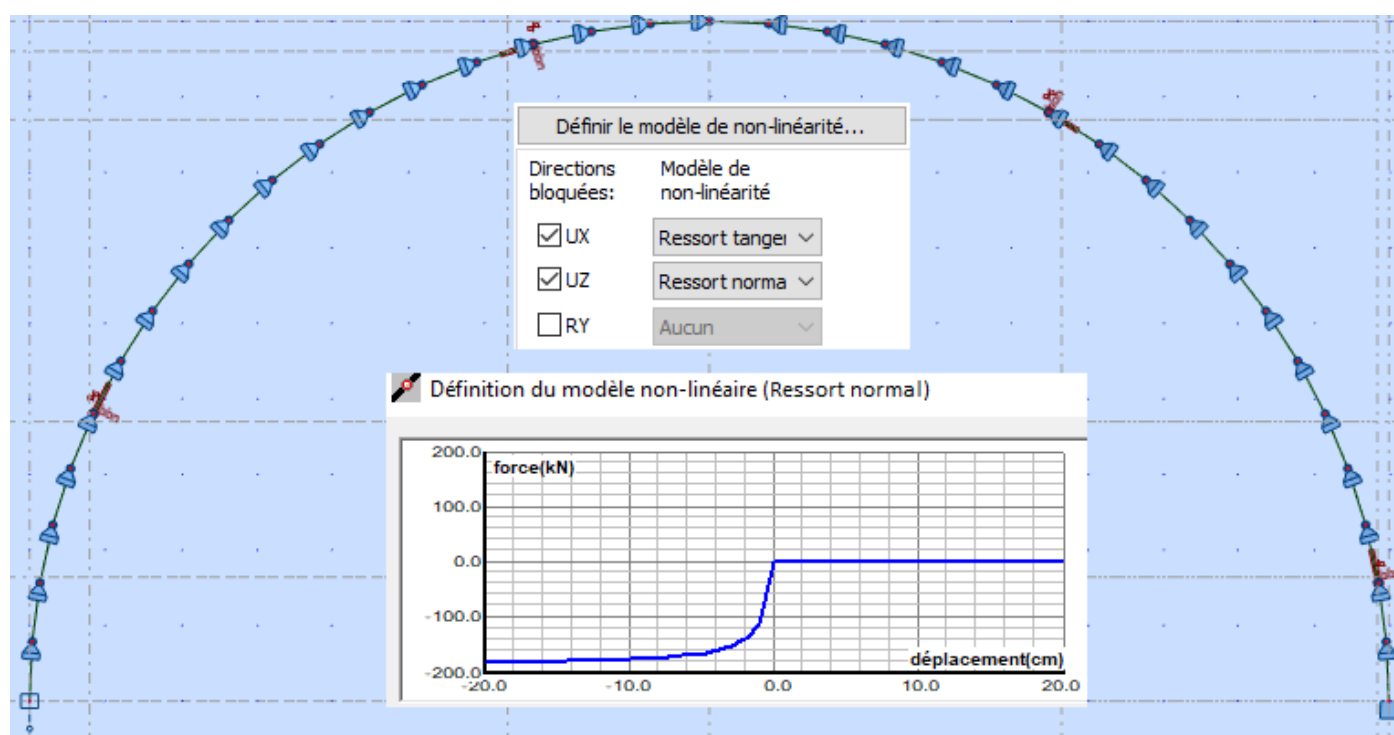 Définir le modèle de non-linéarité...
Directions Modèle de
bloquées: non-linéarité
UX Ressort tanger
UZ Ressort norma
RY Aucun
Définition du modèle non-linéaire (Ressort normal)
200.0
force(kN)
100.0
0.0
-100.0
déplacement(cm)
-200.0
-20.0 -10.0 0.0 10.0 20.0